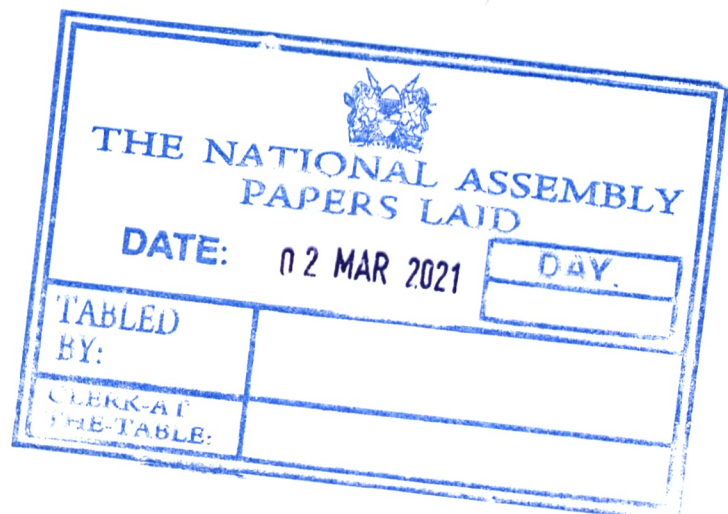 THE NATIONAL ASSEMBLY
PAPERS LAID
DATE: 02 MAR 2021 DAY.
TABLED
BY:
CLERK-AT
THE-TABLE: